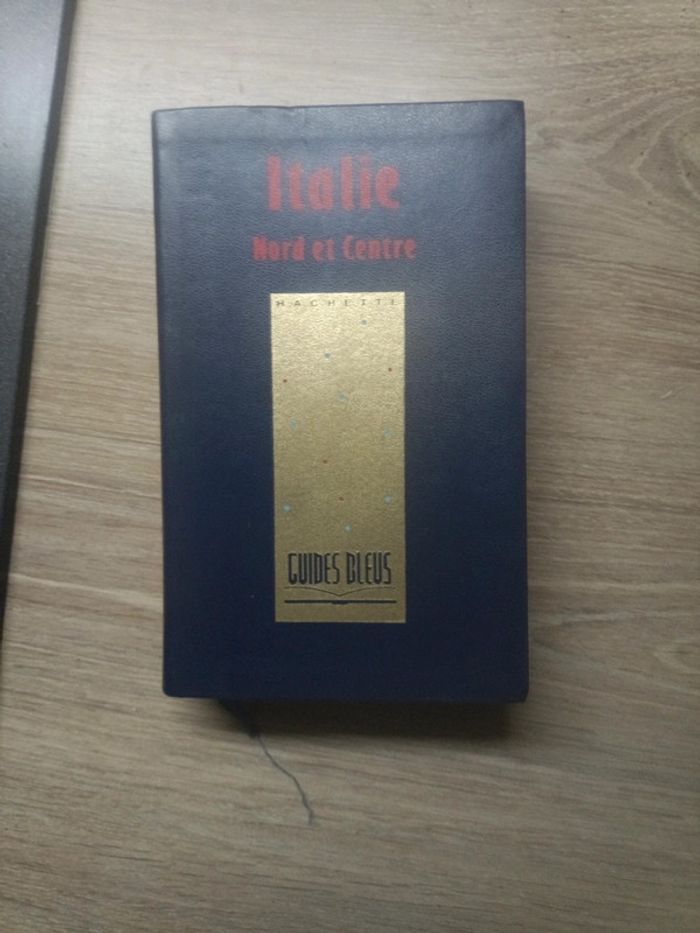 Italie
Nord et Centre
HACHETTE
GUIDES BLEUS